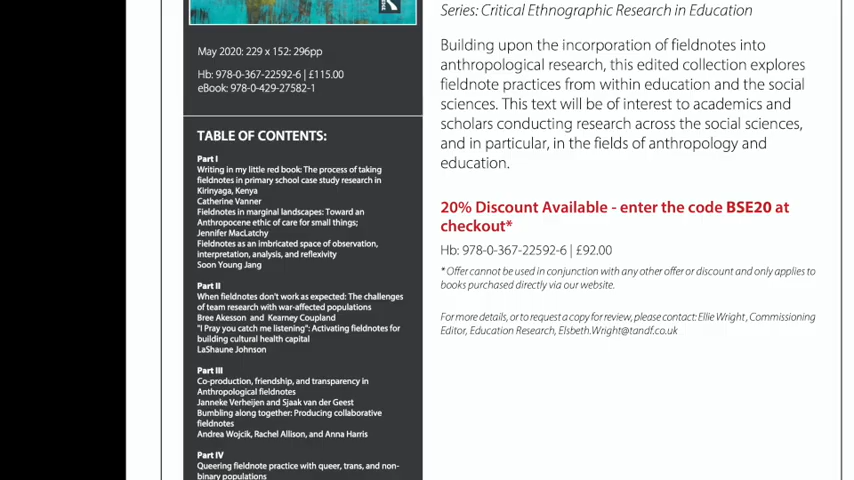 May 2020: 229 x 152: 296pp
Hb: 978-0-367-22592-6 | £115.00
eBook: 978-0-429-27582-1
TABLE OF CONTENTS:
Part I
Writing in my little red book: The process of taking
fieldnotes in primary school case study research in
Kirinyaga, Kenya
Catherine Vanner
Fieldnotes in marginal landscapes: Toward an
Anthropocene ethic of care for small things;
Jennifer MacLatchy
Fieldnotes as an imbricated space of observation,
interpretation, analysis, and reflexivity
Soon Young Jang
Part II
When fieldnotes don't work as expected: The challenges
of team research with war-affected populations
Bree Akesson and Kearney Coupland
"I Pray you catch me listening": Activating fieldnotes for
building cultural health capital
LaShaune Johnson
Part III
Co-production, friendship, and transparency in
Anthropological fieldnotes
Janneke Verheijen and Sjaak van der Geest
Bumbling along together: Producing collaborative
fieldnotes
Andrea Wojcik, Rachel Allison, and Anna Harris
Part IV
Queering fieldnote practice with queer, trans, and non-
binary populations
Series: Critical Ethnographic Research in Education
Building upon the incorporation of fieldnotes into
anthropological research, this edited collection explores
fieldnote practices from within education and the social
sciences. This text will be of interest to academics and
scholars conducting research across the social sciences,
and in particular, in the fields of anthropology and
education.
20% Discount Available - enter the code BSE20 at
checkout*
Hb: 978-0-367-22592-6 | £92.00
* Offer cannot be used in conjunction with any other offer or discount and only applies to
books purchased directly via our website.
For more details, or to request a copy for review, please contact: Ellie Wright , Commissioning
Editor, Education Research, Elsbeth.Wright@tandf.co.uk